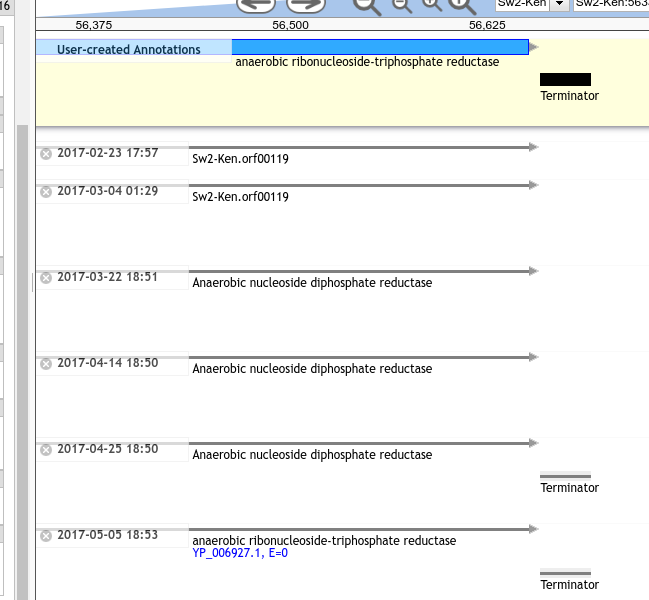 16
Sw2-Ken
56,375 56,500 56,625
User-created Annotations
anaerobic ribonucleoside-triphosphate reductase
Terminator
2017-02-23 17:57
Sw2-Ken.orf00119
2017-03-04 01:29
Sw2-Ken.orf00119
2017-03-22 18:51
Anaerobic nucleoside diphosphate reductase
2017-04-14 18:50
Anaerobic nucleoside diphosphate reductase
2017-04-25 18:50
Anaerobic nucleoside diphosphate reductase
Terminator
2017-05-05 18:53
anaerobic ribonucleoside-triphosphate reductase
YP_006927.1, E=0
Terminator